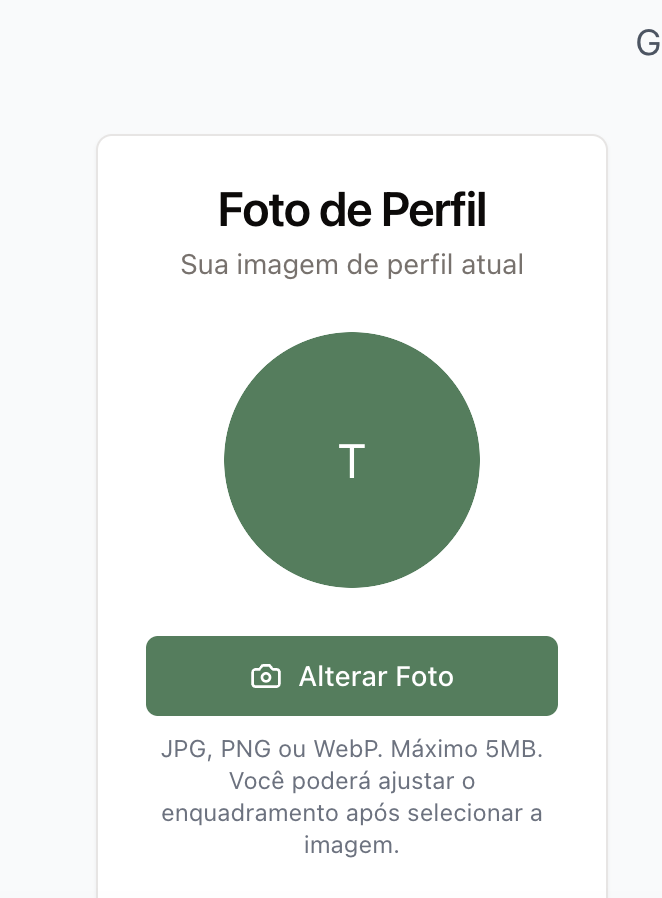 G
Foto de Perfil
Sua imagem de perfil atual
T
Alterar Foto
JPG, PNG ou WebP. Máximo 5MB.
Você poderá ajustar o
enquadramento após selecionar a
imagem.